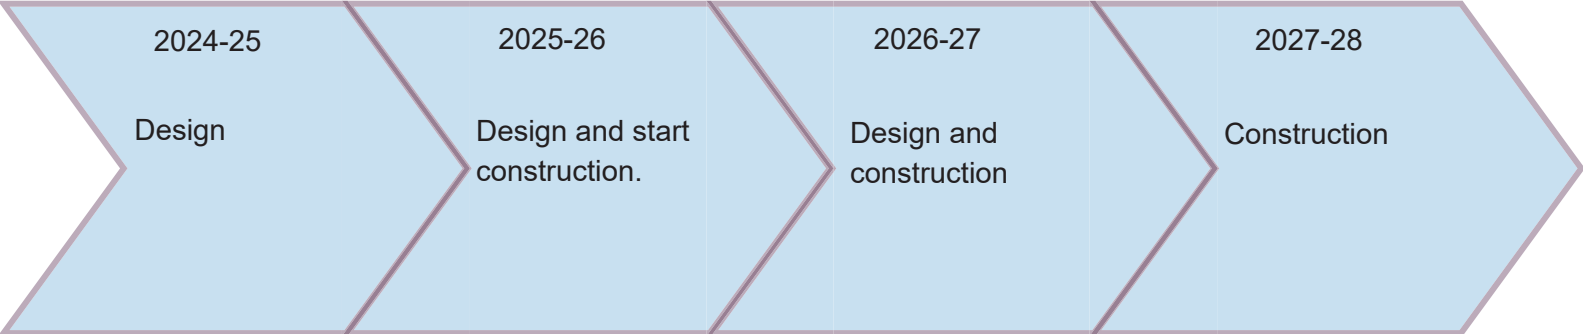 2024-25
Design
2025-26
Design and start
construction.
2026-27
Design and
construction
2027-28
Construction